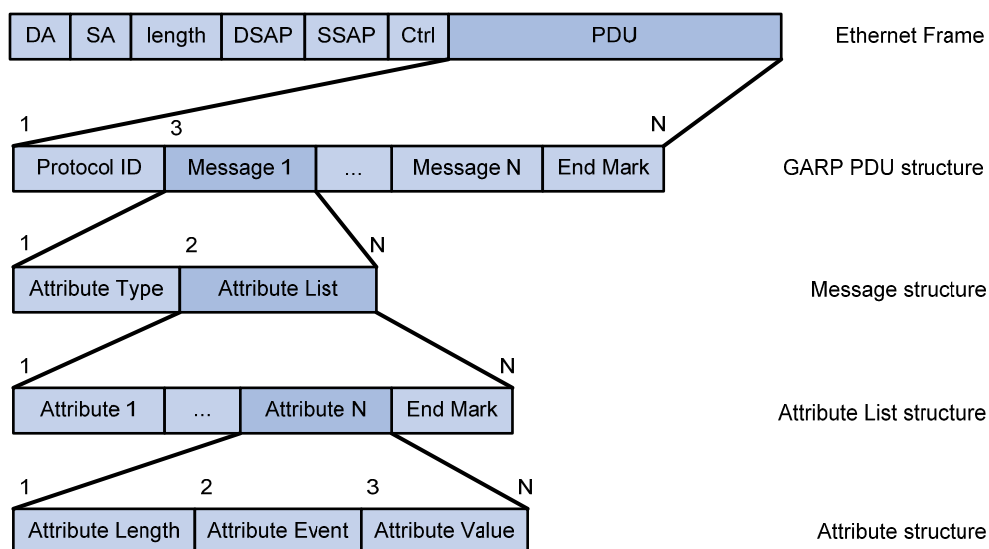 DA SA length DSAP SSAP Ctrl PDU Ethernet Frame
1 3 N
Protocol ID Message 1 ... Message N End Mark GARP PDU structure
1 2 N
Attribute Type Attribute List Message structure
1 N
Attribute 1 ... Attribute N End Mark Attribute List structure
1 2 3 N
Attribute Length Attribute Event Attribute Value Attribute structure